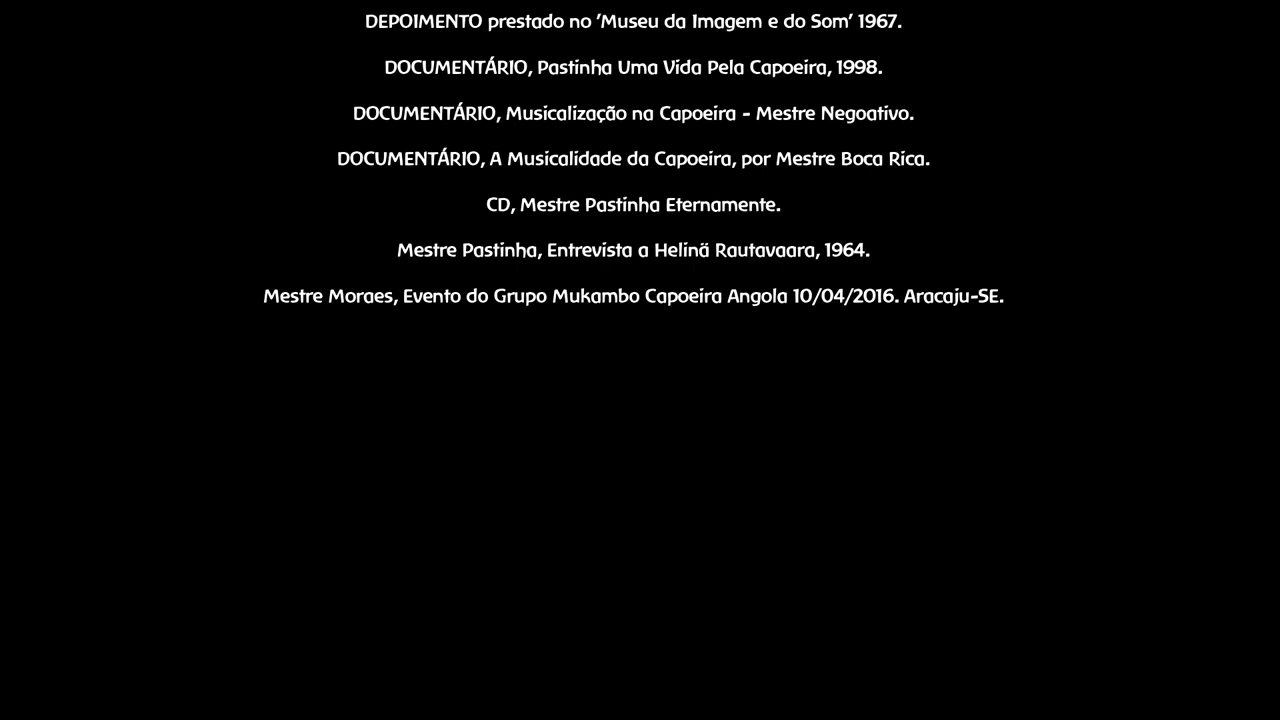 DEPOIMENTO prestado no 'Museu da Imagem e do Som' 1967.
DOCUMENTÁRIO, Pastinha Uma Vida Pela Capoeira, 1998.
DOCUMENTÁRIO, Musicalização na Capoeira - Mestre Negoativo.
DOCUMENTÁRIO, A Musicalidade da Capoeira, por Mestre Boca Rica.
CD, Mestre Pastinha Eternamente.
Mestre Pastinha, Entrevista a Helinä Rautavaara, 1964.
Mestre Moraes, Evento do Grupo Mukambo Capoeira Angola 10/04/2016. Aracaju-SE.